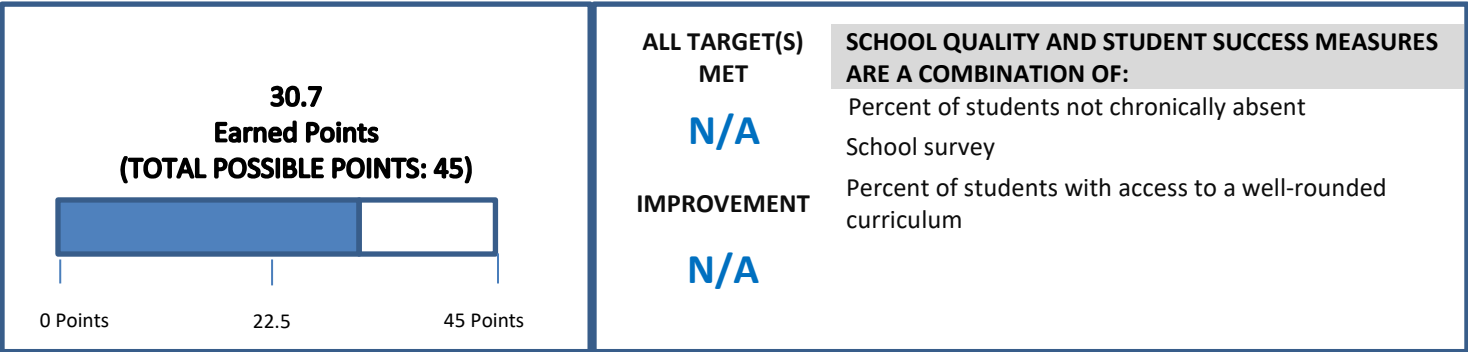 30.7
Earned Points
(TOTAL POSSIBLE POINTS: 45)
0 Points
22.5
45 Points
ALL TARGET(S)
MET
N/A
IMPROVEMENT
N/A
SCHOOL QUALITY AND STUDENT SUCCESS MEASURES
ARE A COMBINATION OF:
Percent of students not chronically absent
School survey
Percent of students with access to a well-rounded
curriculum